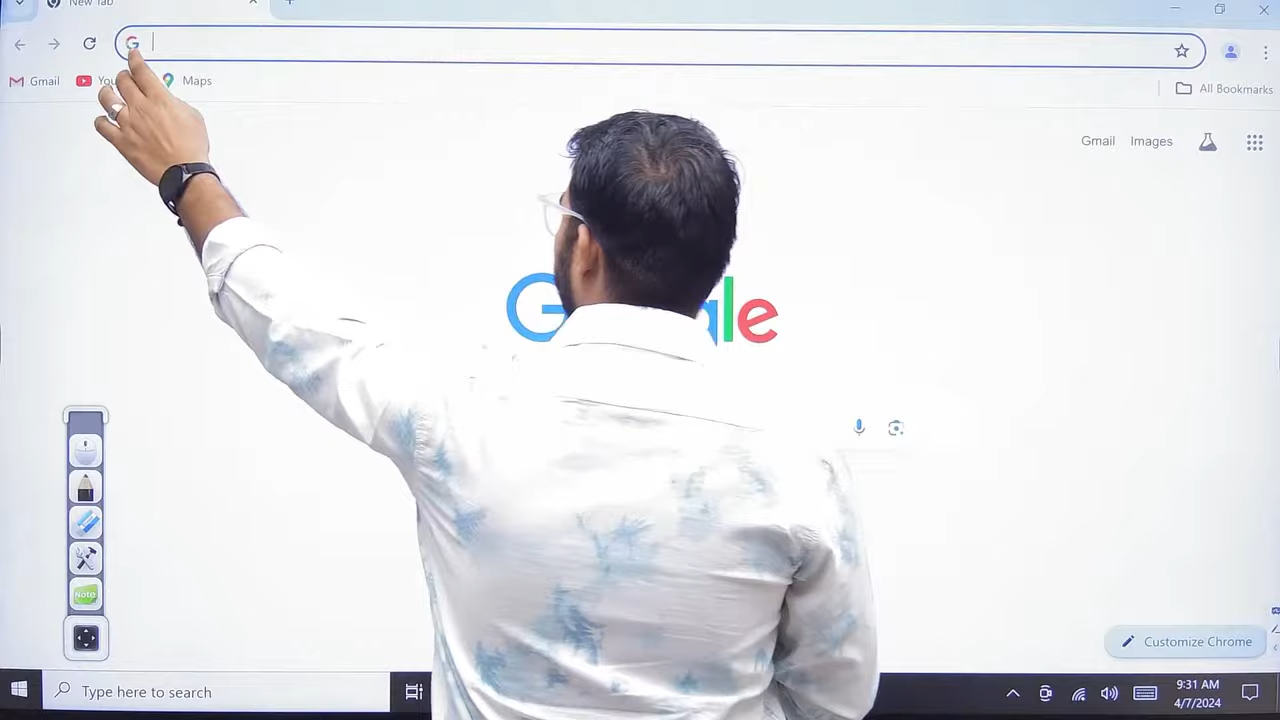 New Tab
Gmail
Maps
All Bookmarks
Gmail Images
Note
Customize Chrome
Type here to search
9:31 AM
4/7/2024